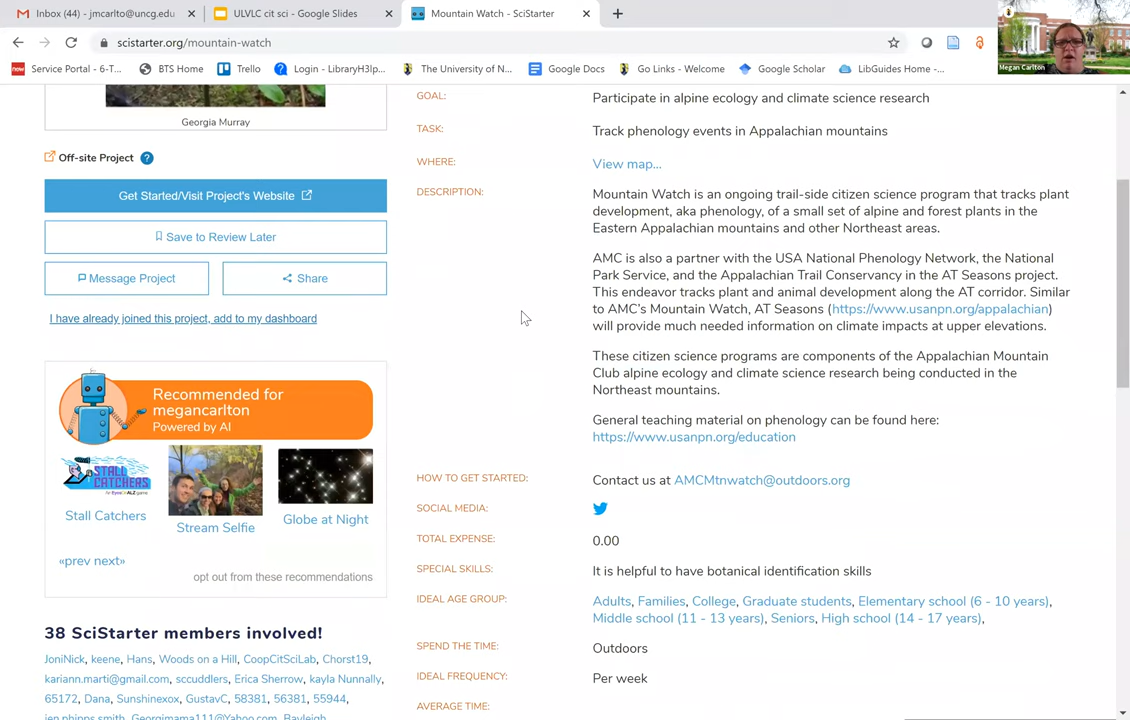 Inbox (44) - jmcarlto@uncg.edu
ULVLC cit sci - Google Slides
Mountain Watch - SciStarter
scistarter.org/mountain-watch
Service Portal - 6-T...
BTS Home
Trello
Login - LibraryH3lp...
The University of N...
Google Docs
Go Links - Welcome
Google Scholar
LibGuides Home -...
Megan Carlton
Georgia Murray
Off-site Project ?
Get Started/Visit Project's Website
Save to Review Later
Message Project
Share
I have already joined this project, add to my dashboard
Recommended for
megancarlton
Powered by AI
STALL
CATCHERS
Stall Catchers
Stream Selfie
Globe at Night
«prev next»
opt out from these recommendations
38 SciStarter members involved!
JoniNick, keene, Hans, Woods on a Hill, CoopCitSciLab, Chorst19,
kariann.marti@gmail.com, sccuddlers, Erica Sherrow, kayla Nunnally,
65172, Dana, Sunshinexox, GustavC, 58381, 56381, 55944,
jen.phipps.smith, Georgimama111@Yahoo.com, Bayleigh
GOAL:
Participate in alpine ecology and climate science research
TASK:
Track phenology events in Appalachian mountains
WHERE:
View map...
DESCRIPTION:
Mountain Watch is an ongoing trail-side citizen science program that tracks plant
development, aka phenology, of a small set of alpine and forest plants in the
Eastern Appalachian mountains and other Northeast areas.
AMC is also a partner with the USA National Phenology Network, the National
Park Service, and the Appalachian Trail Conservancy in the AT Seasons project.
This endeavor tracks plant and animal development along the AT corridor. Similar
to AMC's Mountain Watch, AT Seasons (https://www.usanpn.org/appalachian)
will provide much needed information on climate impacts at upper elevations.
These citizen science programs are components of the Appalachian Mountain
Club alpine ecology and climate science research being conducted in the
Northeast mountains.
General teaching material on phenology can be found here:
https://www.usanpn.org/education
HOW TO GET STARTED:
Contact us at AMCMtnwatch@outdoors.org
SOCIAL MEDIA:
TOTAL EXPENSE:
0.00
SPECIAL SKILLS:
It is helpful to have botanical identification skills
IDEAL AGE GROUP:
Adults, Families, College, Graduate students, Elementary school (6 - 10 years),
Middle school (11 - 13 years), Seniors, High school (14 - 17 years),
SPEND THE TIME:
Outdoors
IDEAL FREQUENCY:
Per week
AVERAGE TIME: